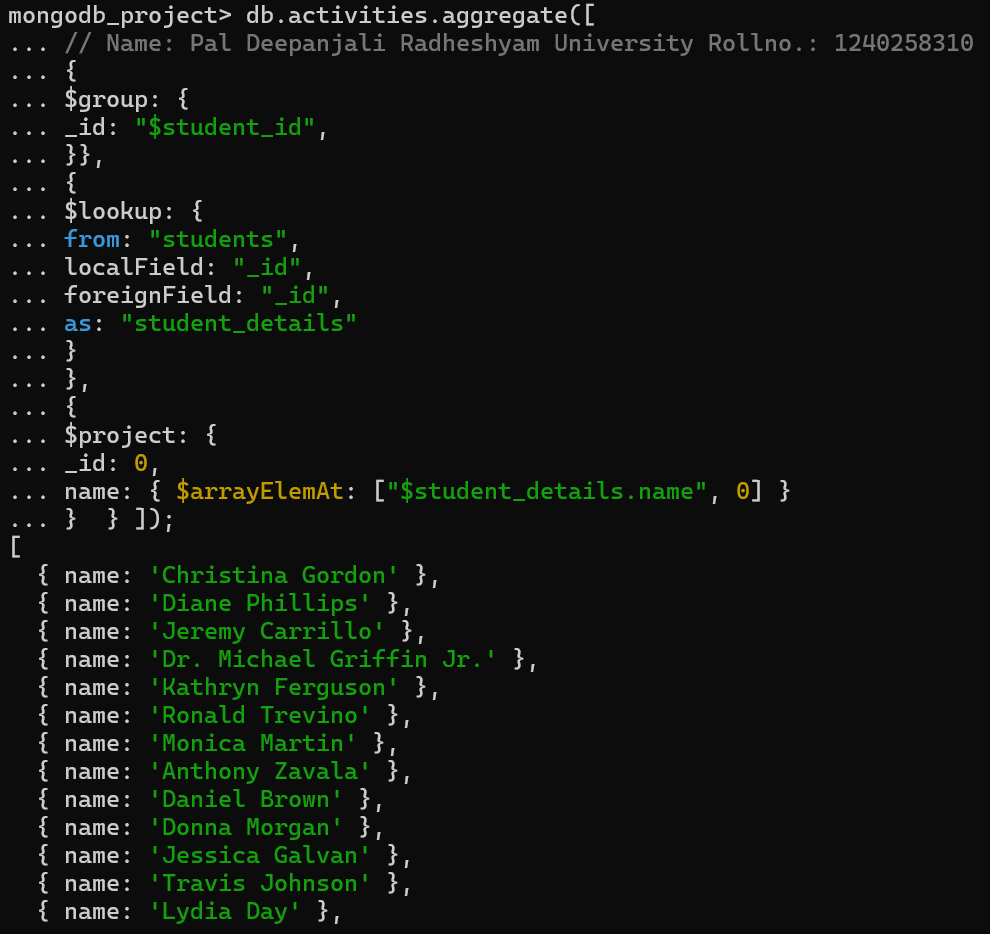 mongodb_project> db.activities.aggregate([
... // Name: Pal Deepanjali Radheshyam University Rollno.: 1240258310
... {
... $group: {
... _id: "$student_id",
... }},
... {
... $lookup: {
... from: "students",
... localField: "_id",
... foreignField: "_id",
... as: "student_details"
... }
... },
... {
... $project: {
... _id: 0,
... name: { $arrayElemAt: ["$student_details.name", 0] }
... }  } ]);
[
  { name: 'Christina Gordon' },
  { name: 'Diane Phillips' },
  { name: 'Jeremy Carrillo' },
  { name: 'Dr. Michael Griffin Jr.' },
  { name: 'Kathryn Ferguson' },
  { name: 'Ronald Trevino' },
  { name: 'Monica Martin' },
  { name: 'Anthony Zavala' },
  { name: 'Daniel Brown' },
  { name: 'Donna Morgan' },
  { name: 'Jessica Galvan' },
  { name: 'Travis Johnson' },
  { name: 'Lydia Day' },